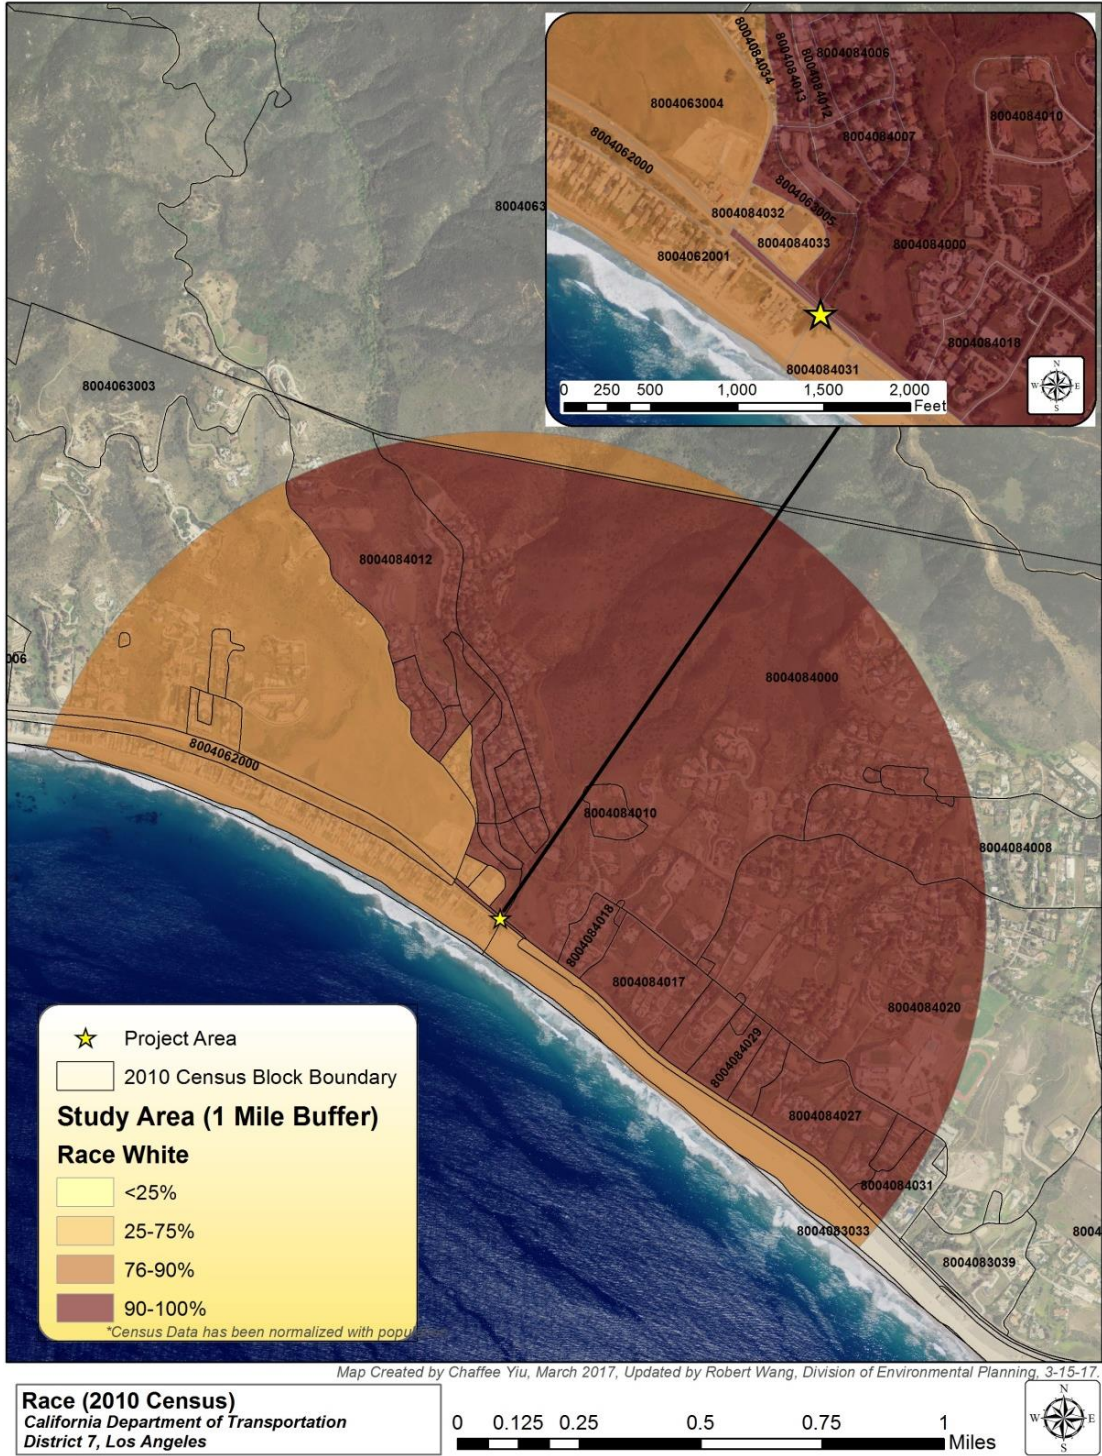 8004084034
8004084013
8004084012
8004084006
8004063004
8004084010
8004084007
8004062000
8004063005
8004063
8004084032
8004084033
8004084000
8004062001
8004084018
8004084031
0 250 500 1,000 1,500 2,000
Feet
N
W E
S
8004063003
8004084012
006
8004084000
8004062000
8004084010
8004084008
8004084018
8004084017
8004084020
8004084029
8004084027
8004084031
8004083033
8004
8004083039
Project Area
2010 Census Block Boundary
Study Area (1 Mile Buffer)
Race White
<25%
25-75%
76-90%
90-100%
*Census Data has been normalized with
Map Created by Chaffee Yiu, March 2017, Updated by Robert Wang, Division of Environmental Planning, 3-15-17.
Race (2010 Census)
California Department of Transportation
District 7, Los Angeles
0 0.125 0.25 0.5 0.75 1
Miles
N
W E
S